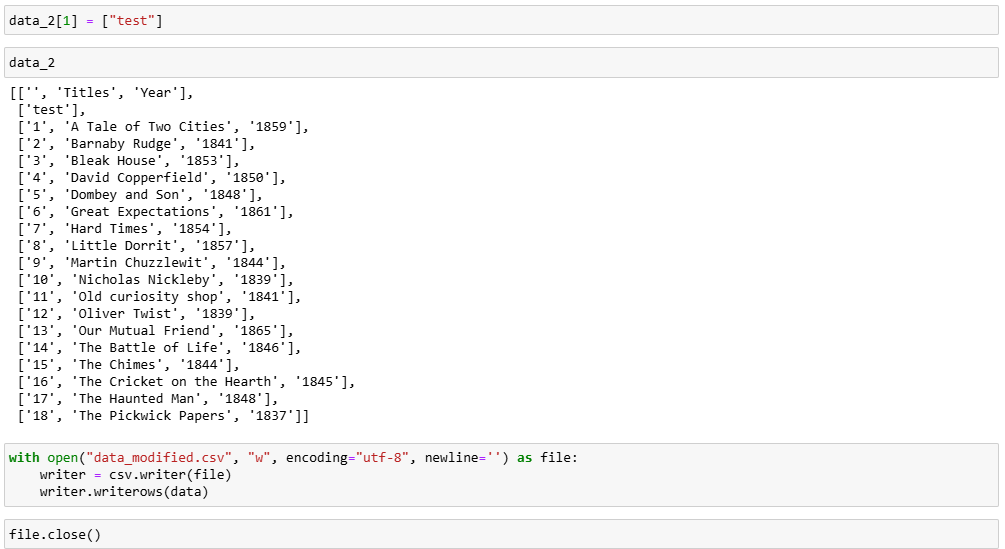 data_2[1] = ["test"]
data_2
[['', 'Titles', 'Year'],
 ['test'],
 ['1', 'A Tale of Two Cities', '1859'],
 ['2', 'Barnaby Rudge', '1841'],
 ['3', 'Bleak House', '1853'],
 ['4', 'David Copperfield', '1850'],
 ['5', 'Dombey and Son', '1848'],
 ['6', 'Great Expectations', '1861'],
 ['7', 'Hard Times', '1854'],
 ['8', 'Little Dorrit', '1857'],
 ['9', 'Martin Chuzzlewit', '1844'],
 ['10', 'Nicholas Nickleby', '1839'],
 ['11', 'Old curiosity shop', '1841'],
 ['12', 'Oliver Twist', '1839'],
 ['13', 'Our Mutual Friend', '1865'],
 ['14', 'The Battle of Life', '1846'],
 ['15', 'The Chimes', '1844'],
 ['16', 'The Cricket on the Hearth', '1845'],
 ['17', 'The Haunted Man', '1848'],
 ['18', 'The Pickwick Papers', '1837']]
with open("data_modified.csv", "w", encoding="utf-8", newline='') as file:
    writer = csv.writer(file)
    writer.writerows(data)
file.close()